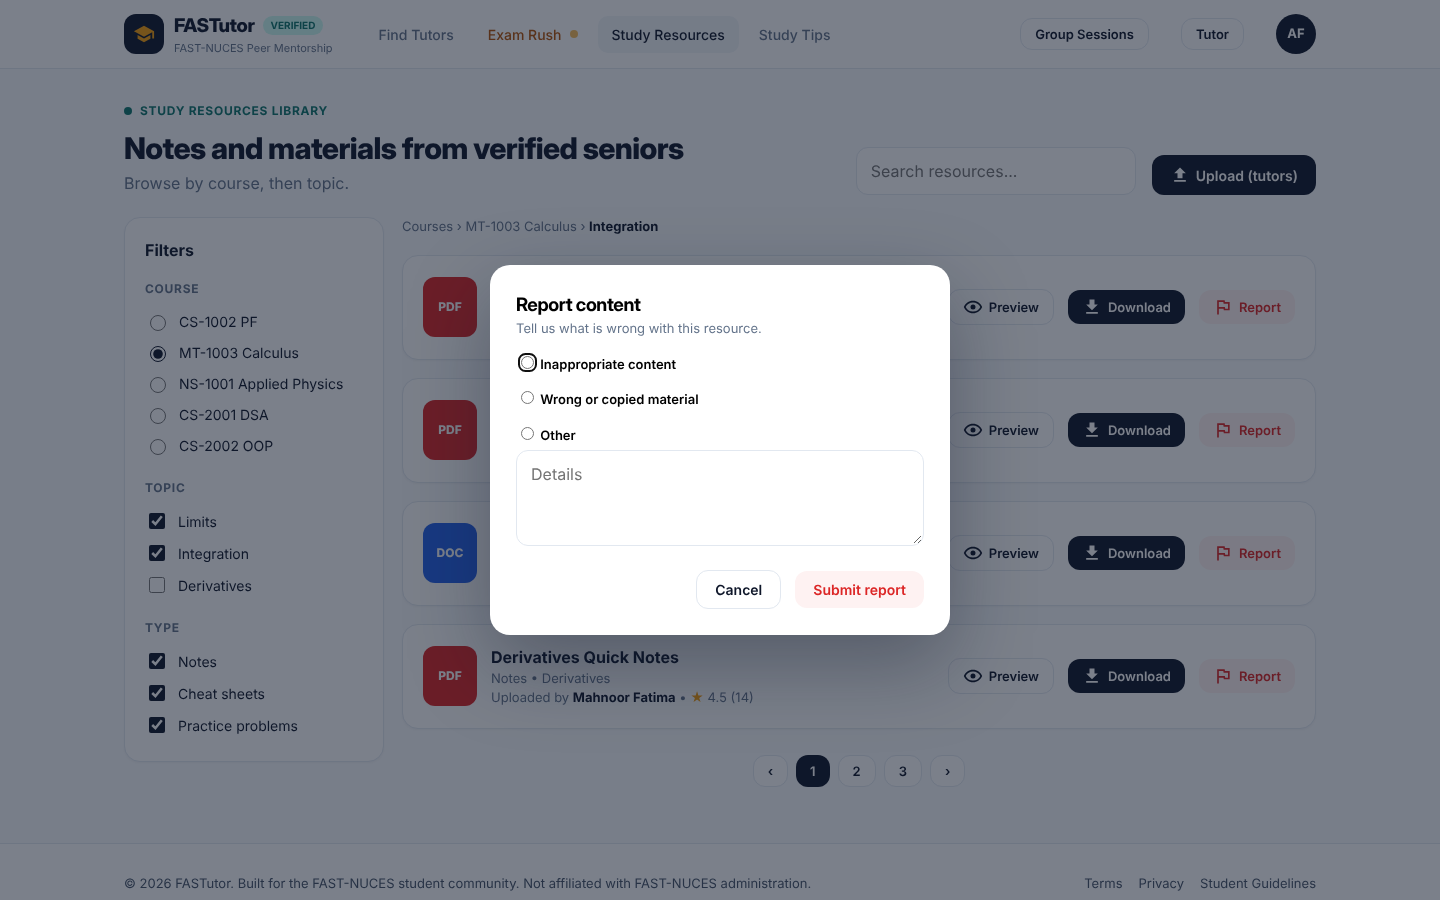 FASTutor VERIFIED
FAST-NUCES Peer Mentorship
Find Tutors
Exam Rush
Study Resources
Study Tips
Group Sessions
Tutor
AF
STUDY RESOURCES LIBRARY
Notes and materials from verified seniors
Browse by course, then topic.
Search resources...
Upload (tutors)
Filters
COURSE
CS-1002 PF
MT-1003 Calculus
NS-1001 Applied Physics
CS-2001 DSA
CS-2002 OOP
TOPIC
Limits
Integration
Derivatives
TYPE
Notes
Cheat sheets
Practice problems
Courses › MT-1003 Calculus › Integration
PDF
Preview
Download
Report
PDF
Preview
Download
Report
DOC
Preview
Download
Report
PDF
Derivatives Quick Notes
Notes • Derivatives
Uploaded by Mahnoor Fatima • ★ 4.5 (14)
Preview
Download
Report
Report content
Tell us what is wrong with this resource.
Inappropriate content
Wrong or copied material
Other
Details
Cancel
Submit report
‹ 1 2 3 ›
© 2026 FASTutor. Built for the FAST-NUCES student community. Not affiliated with FAST-NUCES administration.
Terms Privacy Student Guidelines